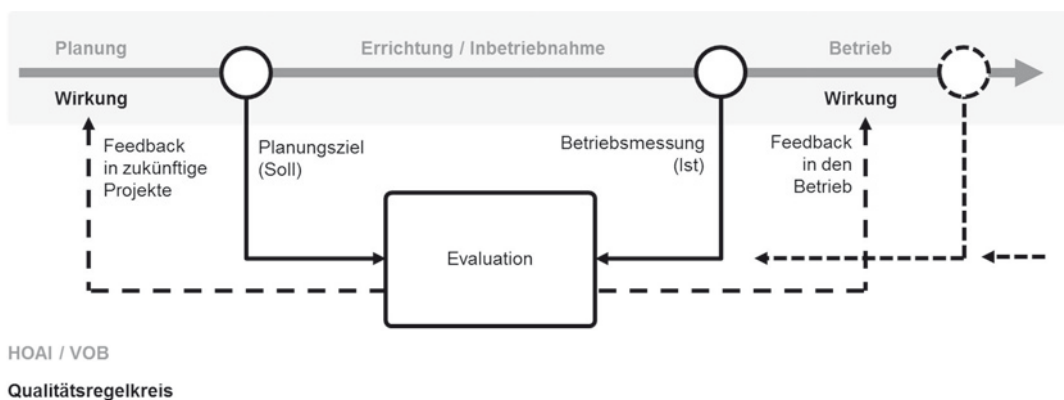 Planung
Errichtung / Inbetriebnahme
Betrieb
Wirkung
Wirkung
Feedback
in zukünftige
Projekte
Planungsziel
(Soll)
Betriebsmessung
(Ist)
Feedback
in den
Betrieb
Evaluation
HOAI / VOB
Qualitätsregelkreis